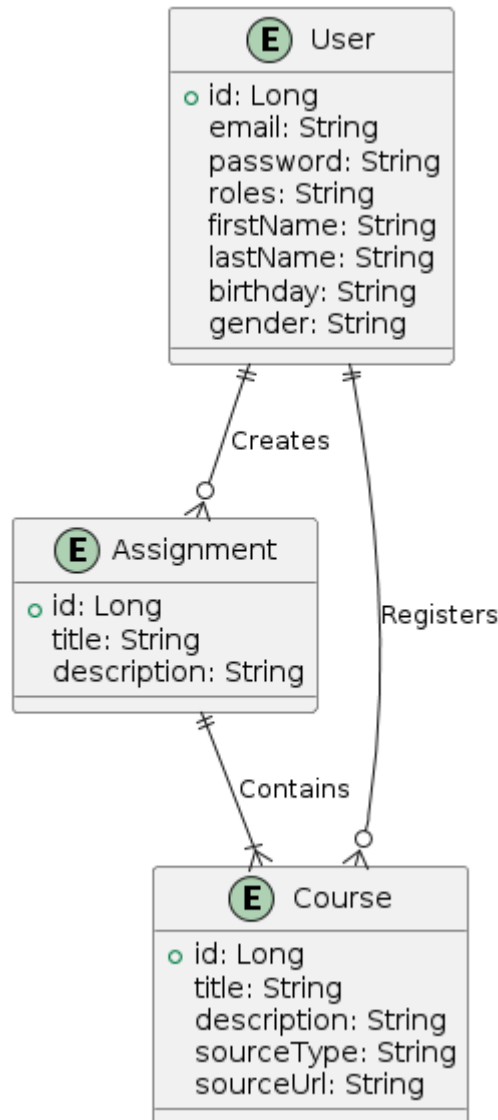 E User
id: Long
email: String
password: String
roles: String
firstName: String
lastName: String
birthday: String
gender: String
Creates
E Assignment
id: Long
title: String
description: String
Registers
Contains
E Course
id: Long
title: String
description: String
sourceType: String
sourceUrl: String